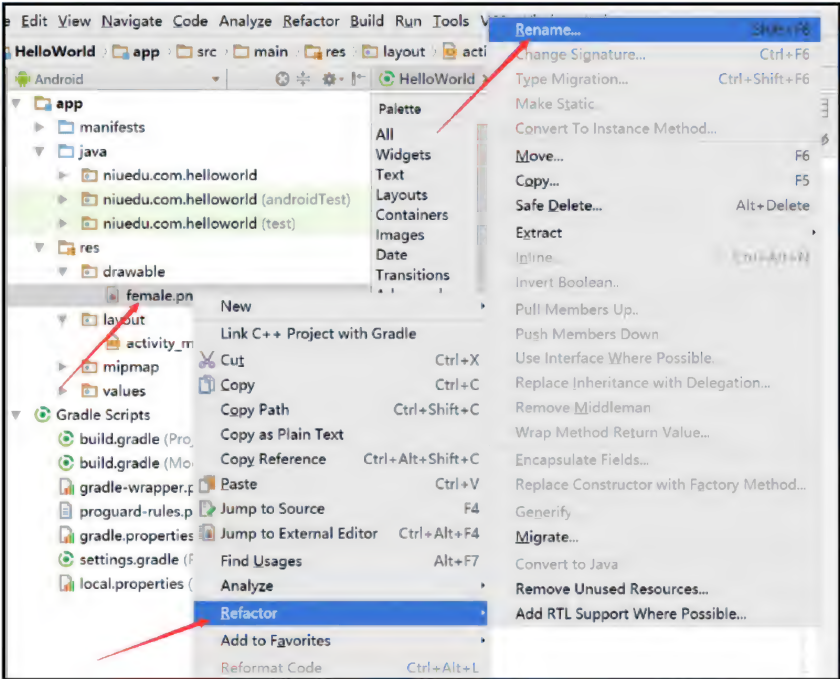 Edit View Navigate Code Analyze Refactor Build Run Tools
HelloWorld app src main res layout acti
Android
HelloWorld
app
manifests
java
niuedu.com.helloworld
niuedu.com.helloworld (androidTest)
niuedu.com.helloworld (test)
res
drawable
female.pn
layout
activity_m
mipmap
values
Gradle Scripts
build.gradle (Pro
build.gradle (Mo
gradle-wrapper.p
proguard-rules.p
gradle.properties
settings.gradle (P
local.properties (
Palette
All
Widgets
Text
Layouts
Containers
Images
Date
Transitions
New
Link C++ Project with Gradle
Cut Ctrl+X
Copy Ctrl+C
Copy Path Ctrl+Shift+C
Copy as Plain Text
Copy Reference Ctrl+Alt+Shift+C
Paste Ctrl+V
Jump to Source F4
Jump to External Editor Ctrl+Alt+F4
Find Usages Alt+F7
Analyze
Refactor
Add to Favorites
Reformat Code Ctrl+Alt+L
Rename... Shift+F6
Change Signature... Ctrl+F6
Type Migration... Ctrl+Shift+F6
Make Static
Convert To Instance Method...
Move... F6
Copy... F5
Safe Delete... Alt+Delete
Extract
Inline... Ctrl+Alt+N
Invert Boolean..
Pull Members Up..
Push Members Down
Use Interface Where Possible.
Replace Inheritance with Delegation...
Remove Middleman
Wrap Method Return Value...
Encapsulate Fields...
Replace Constructor with Factory Method...
Generify
Migrate...
Convert to Java
Remove Unused Resources...
Add RTL Support Where Possible...